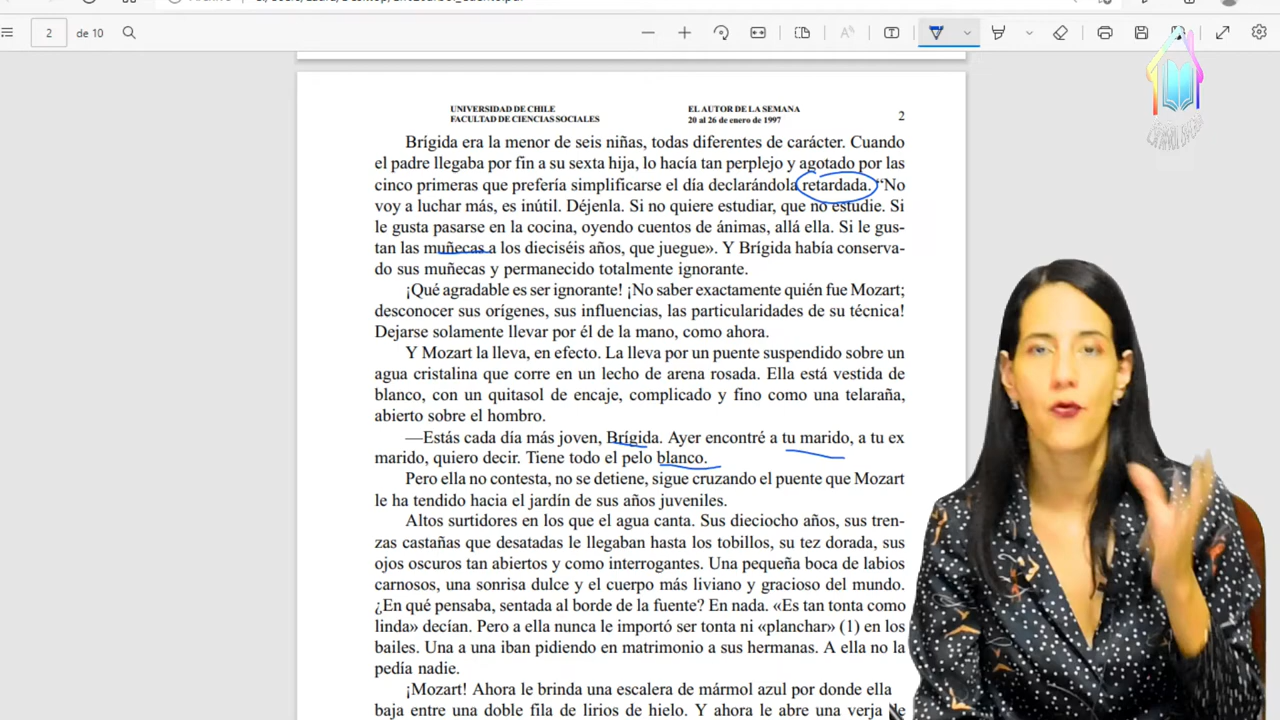 2
de 10
UNIVERSIDAD DE CHILE
FACULTAD DE CIENCIAS SOCIALES
EL AUTOR DE LA SEMANA
20 al 26 de enero de 1997
2
Brígida era la menor de seis niñas, todas diferentes de carácter. Cuando
el padre llegaba por fin a su sexta hija, lo hacía tan perplejo y agotado por las
cinco primeras que prefería simplificarse el día declarándola retardada. “No
voy a luchar más, es inútil. Déjenla. Si no quiere estudiar, que no estudie. Si
le gusta pasarse en la cocina, oyendo cuentos de ánimas, allá ella. Si le gus-
tan las muñecas a los dieciséis años, que juegue». Y Brígida había conserva-
do sus muñecas y permanecido totalmente ignorante.
¡Qué agradable es ser ignorante! ¡No saber exactamente quién fue Mozart;
desconocer sus orígenes, sus influencias, las particularidades de su técnica!
Dejarse solamente llevar por él de la mano, como ahora.
Y Mozart la lleva, en efecto. La lleva por un puente suspendido sobre un
agua cristalina que corre en un lecho de arena rosada. Ella está vestida de
blanco, con un quitasol de encaje, complicado y fino como una telaraña,
abierto sobre el hombro.
—Estás cada día más joven, Brígida. Ayer encontré a tu marido, a tu ex
marido, quiero decir. Tiene todo el pelo blanco.
Pero ella no contesta, no se detiene, sigue cruzando el puente que Mozart
le ha tendido hacia el jardín de sus años juveniles.
Altos surtidores en los que el agua canta. Sus dieciocho años, sus tren-
zas castañas que desatadas le llegaban hasta los tobillos, su tez dorada, sus
ojos oscuros tan abiertos y como interrogantes. Una pequeña boca de labios
carnosos, una sonrisa dulce y el cuerpo más liviano y gracioso del mundo.
¿En qué pensaba, sentada al borde de la fuente? En nada. «Es tan tonta como
linda» decían. Pero a ella nunca le importó ser tonta ni «planchar» (1) en los
bailes. Una a una iban pidiendo en matrimonio a sus hermanas. A ella no la
pedía nadie.
¡Mozart! Ahora le brinda una escalera de mármol azul por donde ella
baja entre una doble fila de lirios de hielo. Y ahora le abre una verja de